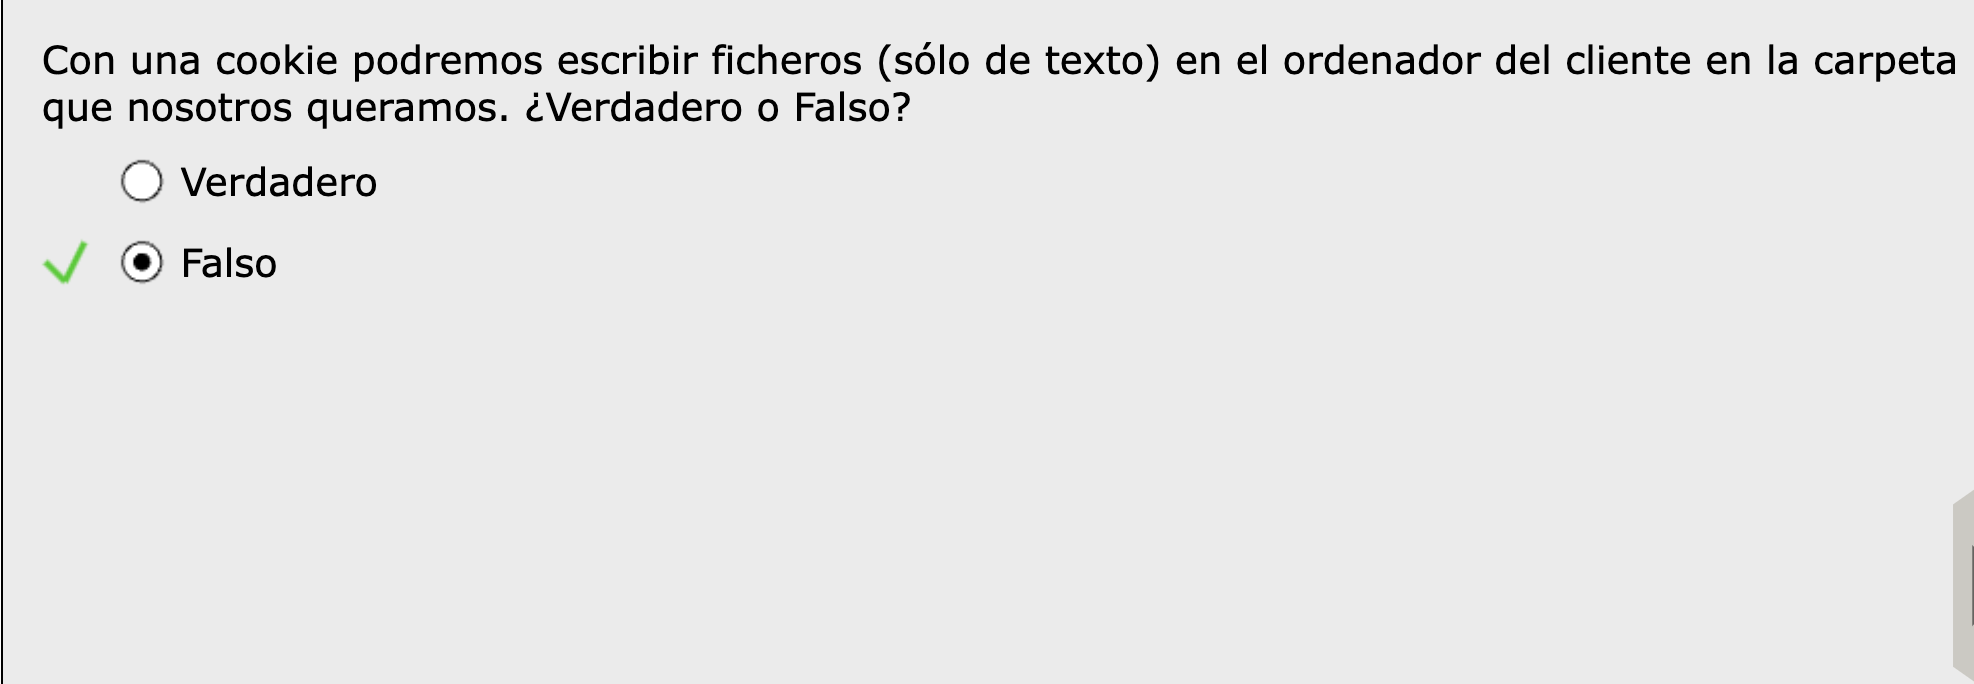 Con una cookie podremos escribir ficheros (sólo de texto) en el ordenador del cliente en la carpeta
que nosotros queramos. ¿Verdadero o Falso?
Verdadero
Falso